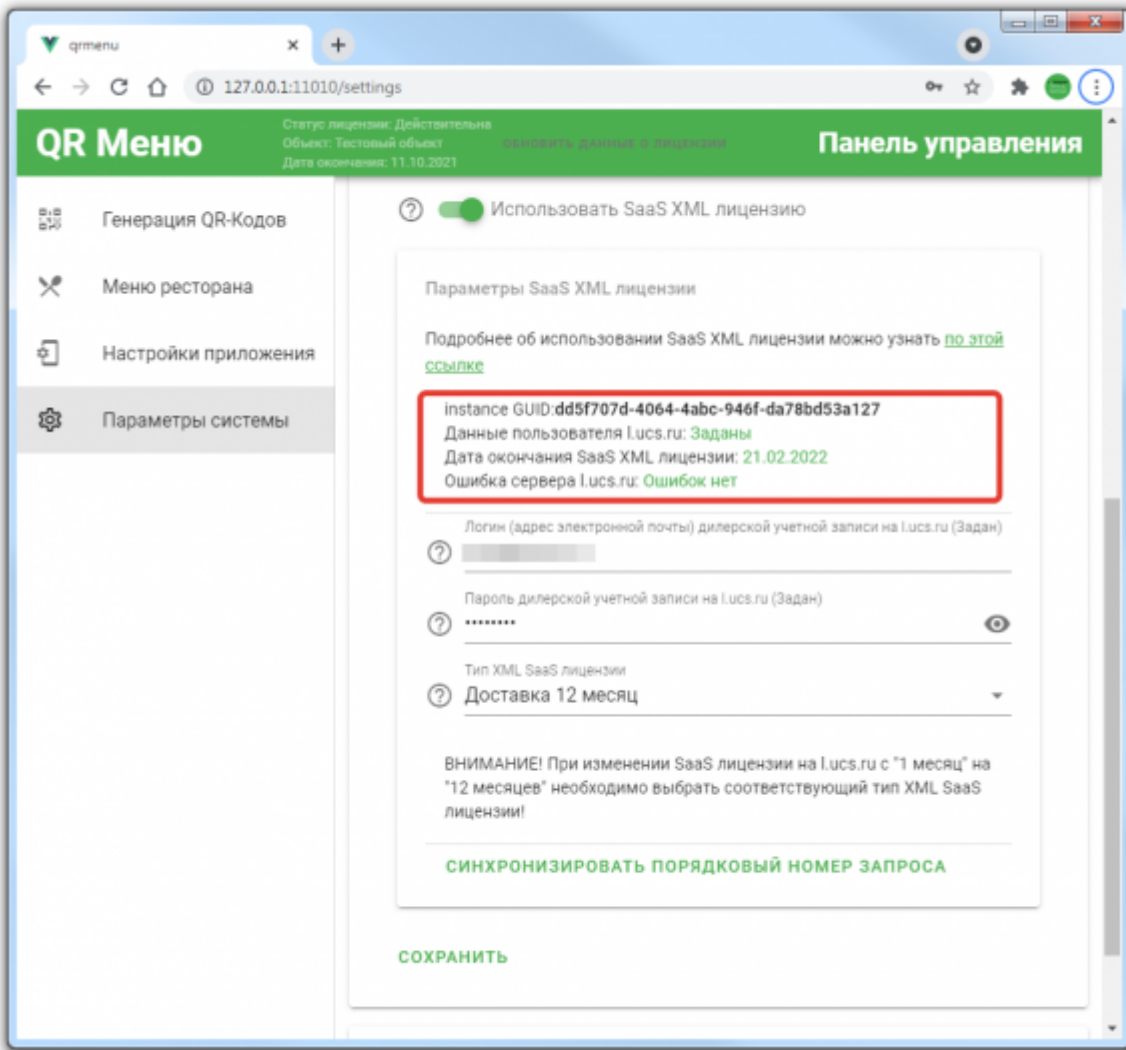 qrmenu
127.0.0.1:11010/settings
QR Меню
Статус лицензии: Действительна
Объект: Тестовый объект
Дата окончания: 11.10.2021
ОБНОВИТЬ ДАННЫЕ О ЛИЦЕНЗИИ
Панель управления
Генерация QR-Кодов
Меню ресторана
Настройки приложения
Параметры системы
Использовать SaaS XML лицензию
Параметры SaaS XML лицензии
Подробнее об использовании SaaS XML лицензии можно узнать по этой
ссылке
instance GUID:dd5f707d-4064-4abc-946f-da78bd53a127
Данные пользователя l.ucs.ru: Заданы
Дата окончания SaaS XML лицензии: 21.02.2022
Ошибка сервера l.ucs.ru: Ошибок нет
Логин (адрес электронной почты) дилерской учетной записи на l.ucs.ru (Задан)
Пароль дилерской учетной записи на l.ucs.ru (Задан)
••••••••
Тип XML SaaS лицензии
Доставка 12 месяц
ВНИМАНИЕ! При изменении SaaS лицензии на l.ucs.ru с "1 месяц" на
"12 месяцев" необходимо выбрать соответствующий тип XML SaaS
лицензии!
СИНХРОНИЗИРОВАТЬ ПОРЯДКОВЫЙ НОМЕР ЗАПРОСА
СОХРАНИТЬ